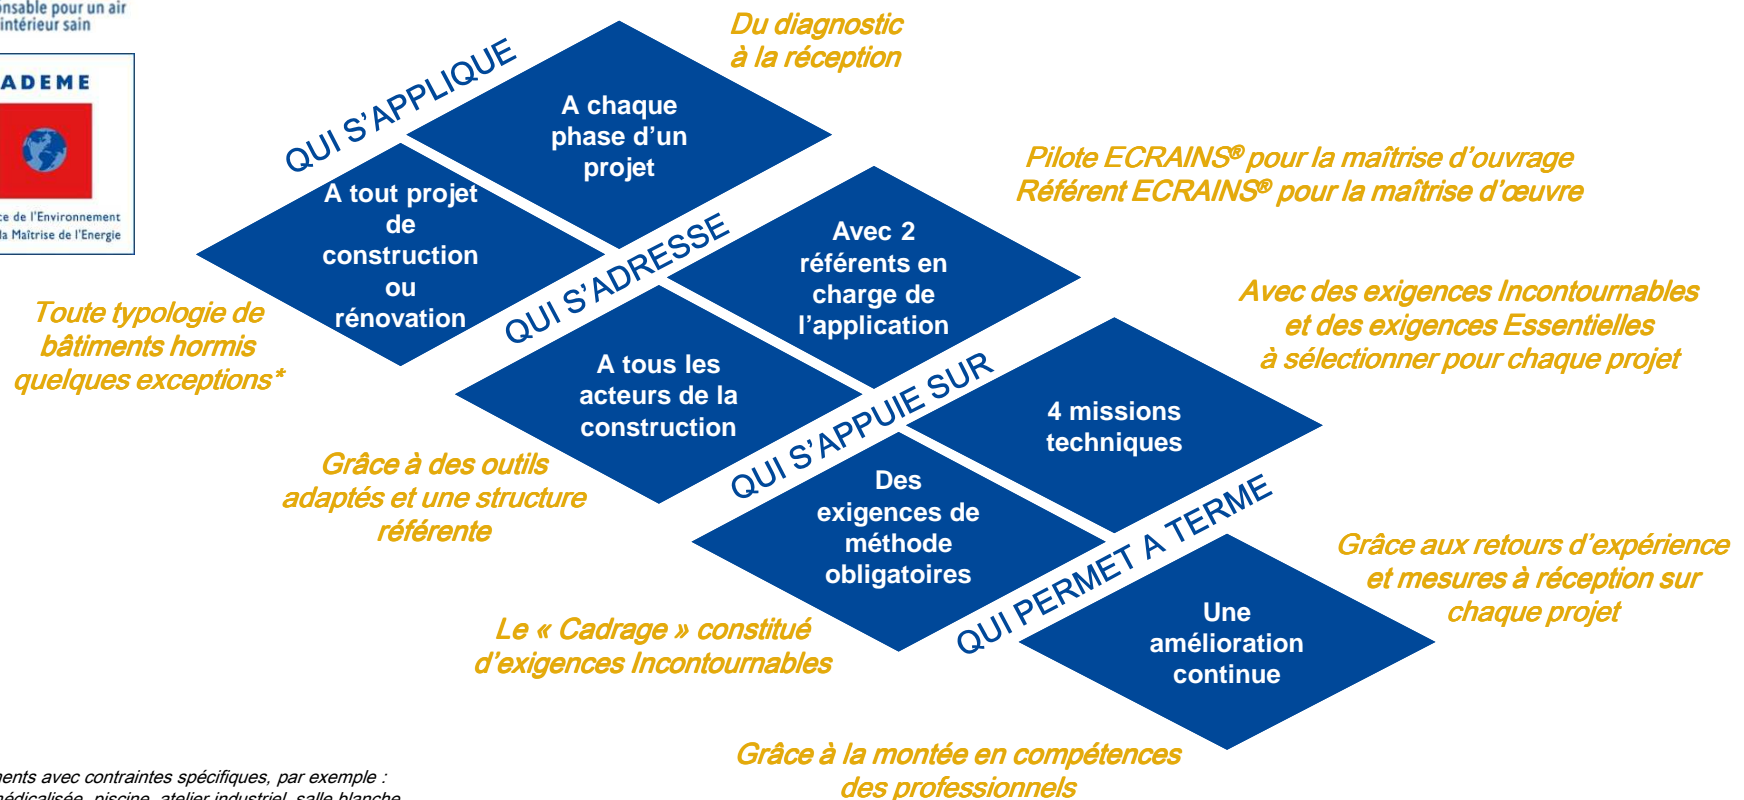 pour un air
intérieur sain
ADEME
de l'Environnement
la Maîtrise de l'Energie
QUI S'APPLIQUE
A chaque
phase d'un
projet
Du diagnostic
à la réception
A tout projet
de
construction
ou
rénovation
Toute typologie de
bâtiments hormis
quelques exceptions*
QUI S'ADRESSE
Avec 2
référents en
charge de
l'application
Pilote ECRAINS® pour la maîtrise d'ouvrage
Référent ECRAINS® pour la maîtrise d'œuvre
A tous les
acteurs de la
construction
Grâce à des outils
adaptés et une structure
référente
QUI S'APPUIE SUR
4 missions
techniques
Avec des exigences Incontournables
et des exigences Essentielles
à sélectionner pour chaque projet
Des
exigences de
méthode
obligatoires
Le « Cadrage » constitué
d'exigences Incontournables
QUI PERMET A TERME
Une
amélioration
continue
Grâce aux retours d'expérience
et mesures à réception sur
chaque projet
Grâce à la montée en compétences
des professionnels
avec contraintes spécifiques, par exemple :
piscine, atelier industriel, salle blanche